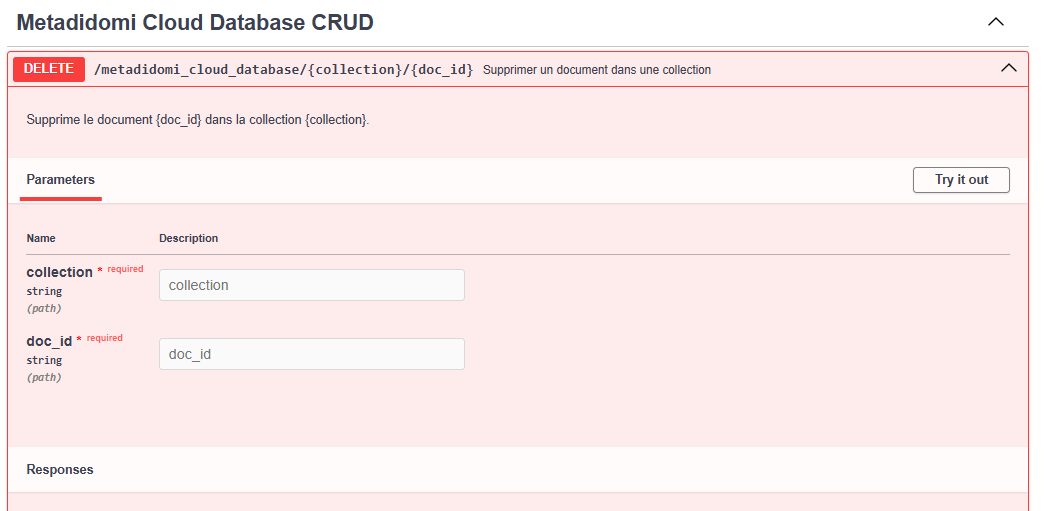 Metadidomi Cloud Database CRUD
DELETE /metadidomi_cloud_database/{collection}/{doc_id} Supprimer un document dans une collection
Supprime le document {doc_id} dans la collection {collection}.
Parameters Try it out
Name Description
collection * required collection
string
(path)
doc_id * required doc_id
string
(path)
Responses